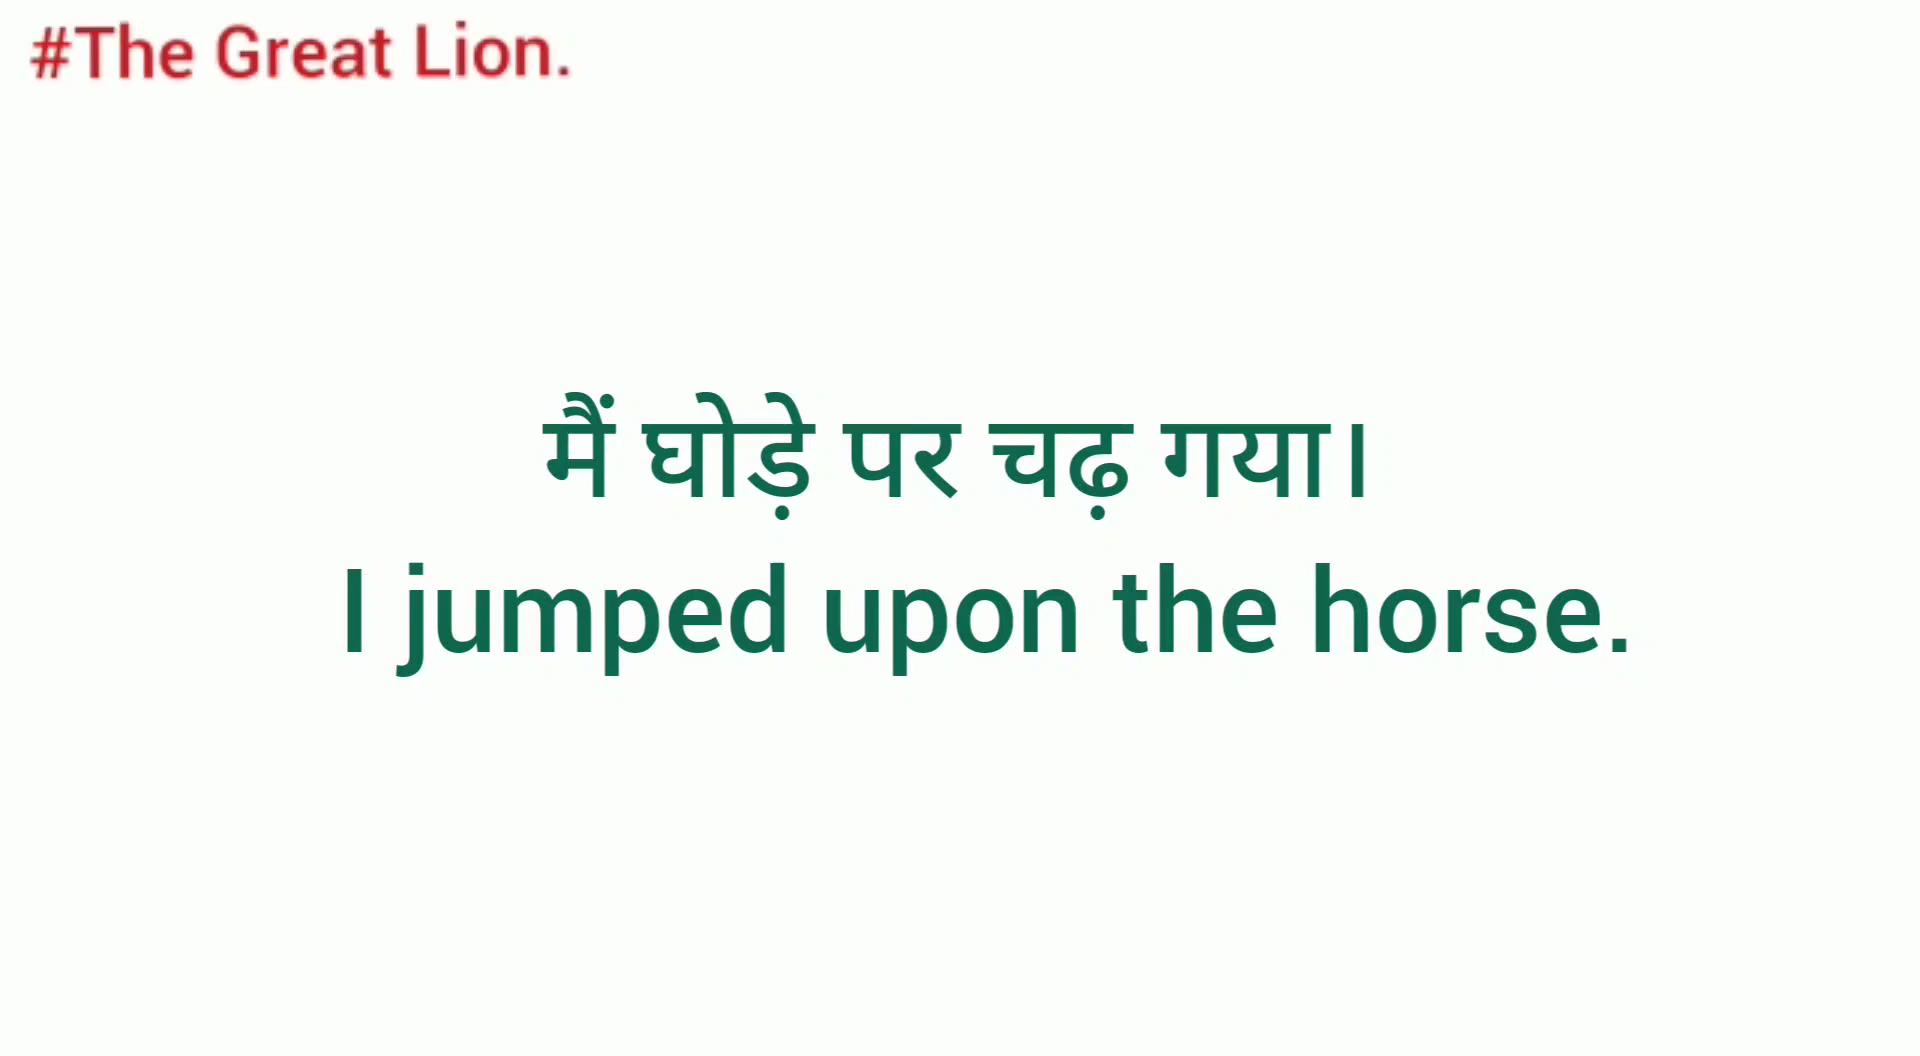 #The Great Lion.
मैं घोड़े पर चढ़ गया।
I jumped upon the horse.